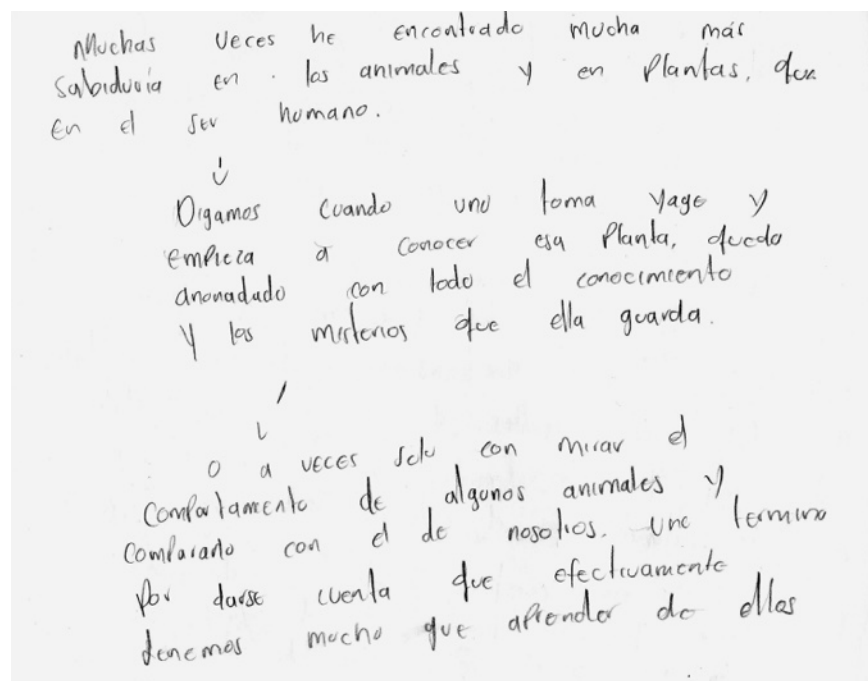 Muchas veces he encontrado mucha más
Sabiduría en los animales y en Plantas, que
en el ser humano.
Digamos cuando uno toma yage y
empieza a conocer esa Planta, queda
anonadado con todo el conocimiento
y los misterios que ella guarda.
o a veces solo con mirar el
comportamiento de algunos animales y
compararlo con el de nosotros, uno termina
por darse cuenta que efectivamente
tenemos mucho que aprender de ellos